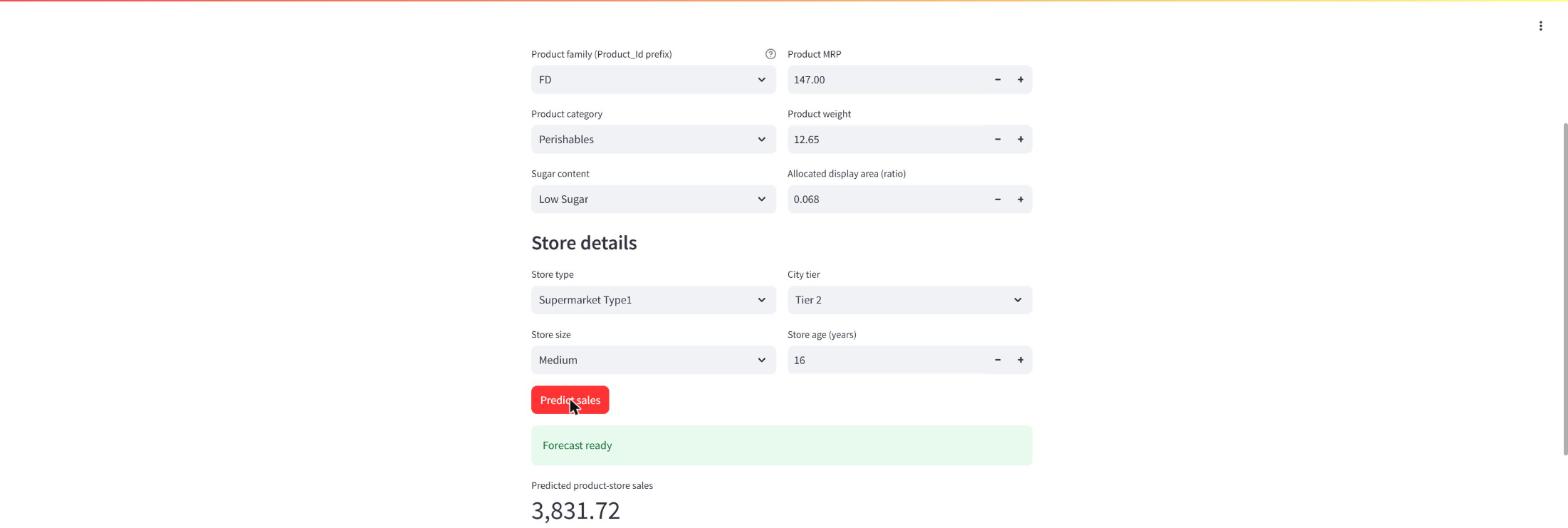 Product family (Product_Id prefix)
Product MRP
FD
147.00
Product category
Product weight
Perishables
12.65
Sugar content
Allocated display area (ratio)
Low Sugar
0.068
Store details
Store type
City tier
Supermarket Type1
Tier 2
Store size
Store age (years)
Medium
16
Predict sales
Forecast ready
Predicted product-store sales
3,831.72